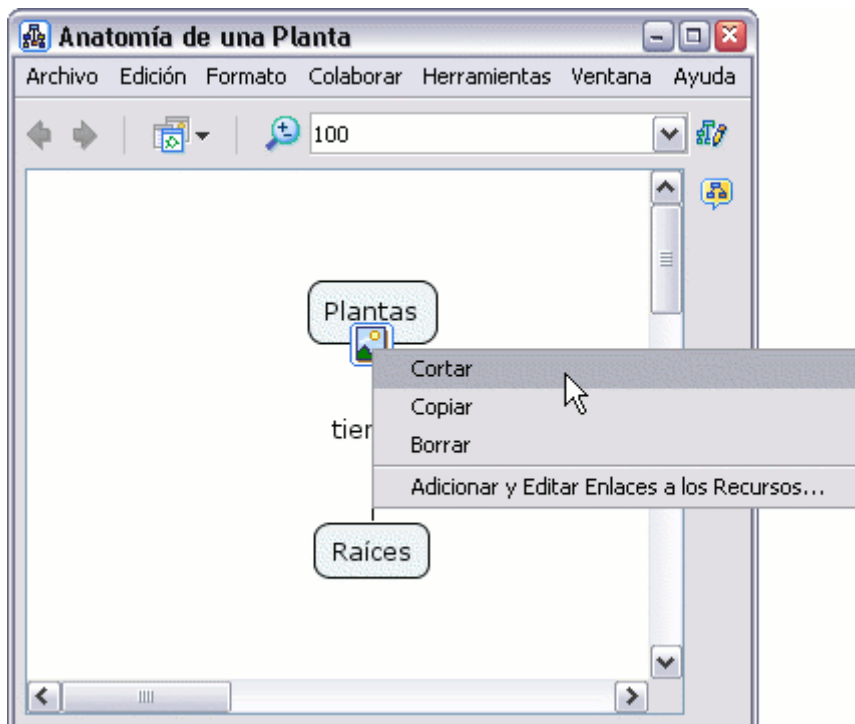 Anatomía de una Planta
Archivo Edición Formato Colaborar Herramientas Ventana Ayuda
100
Plantas
Cortar
Copiar
Borrar
Adicionar y Editar Enlaces a los Recursos...
Raíces